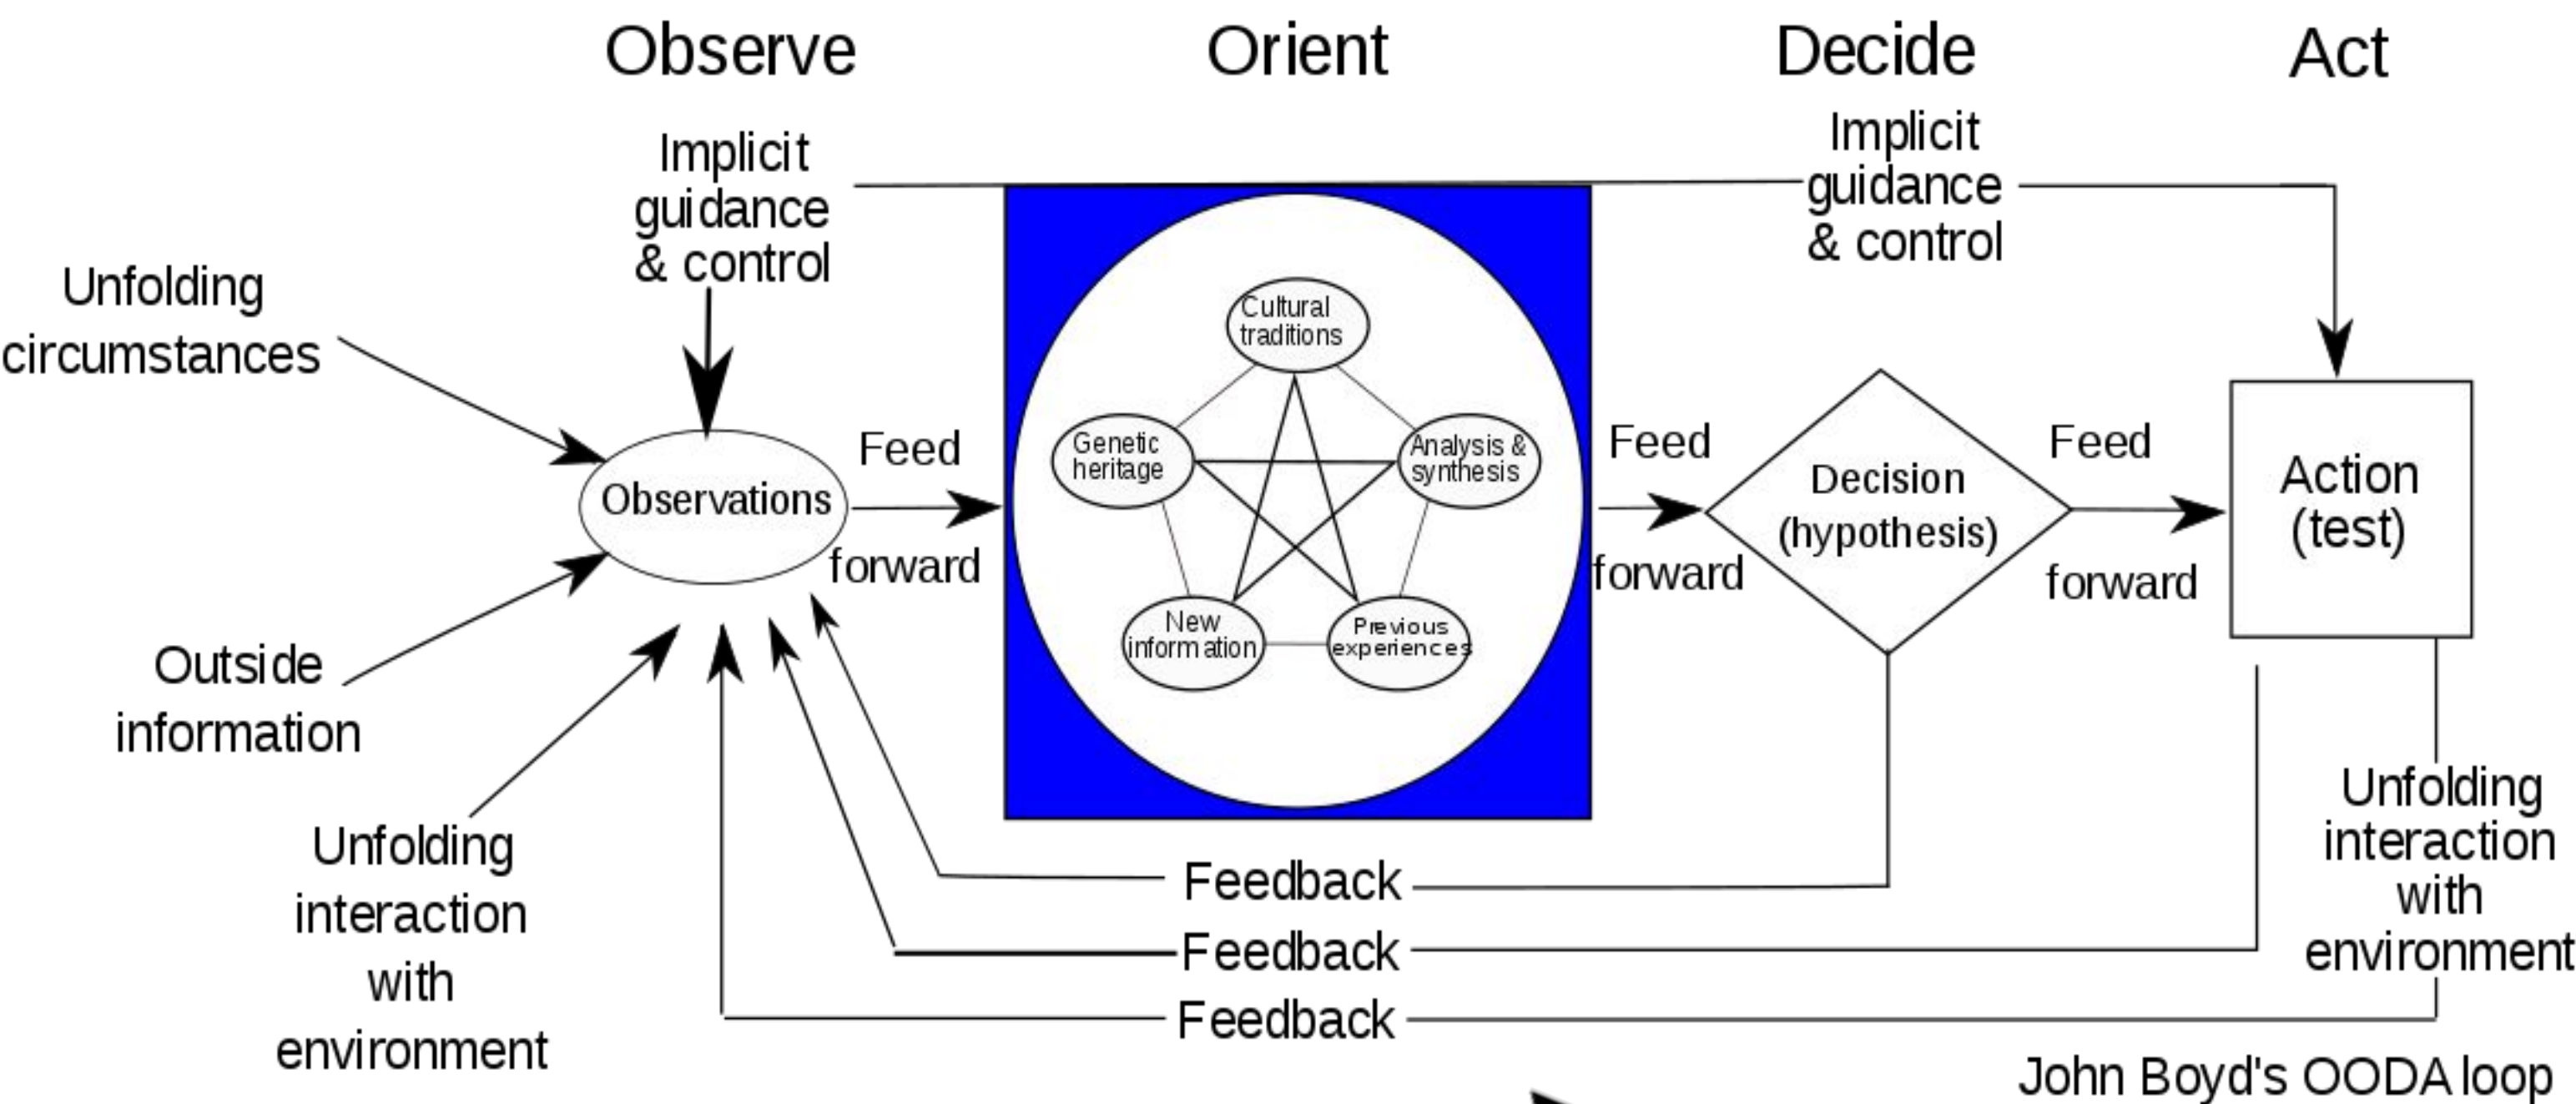 Observe
Orient
Decide
Act
Implicit
guidance
& control
Implicit
guidance
& control
Unfolding
circumstances
Cultural
traditions
Genetic
heritage
Analysis &
synthesis
New
information
Previous
experiences
Observations
Feed
forward
Feed
forward
Decision
(hypothesis)
Feed
forward
Action
(test)
Outside
information
Unfolding
interaction
with
environment
Unfolding
interaction
with
environment
Feedback
Feedback
Feedback
John Boyd's OODA loop